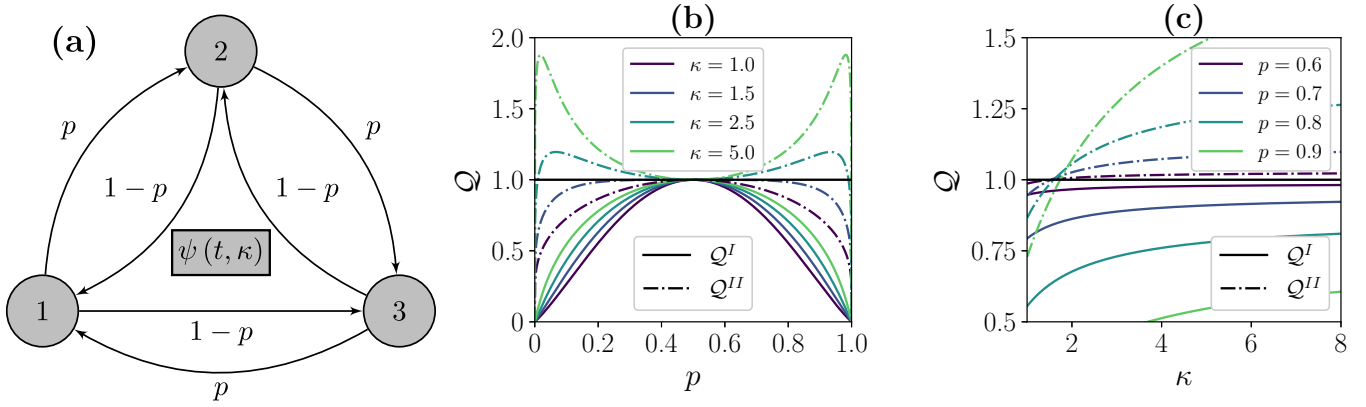 (a)
2
p
p
1 − p
1 − p
ψ (t, κ)
1
3
1 − p
p
(b)
2.0
1.5
1.0
0.5
0
0
0.2
0.4
0.6
0.8
1.0
p
Q
κ = 1.0
κ = 1.5
κ = 2.5
κ = 5.0
Q^I
Q^{II}
(c)
1.5
1.25
1.0
0.75
0.5
2
4
6
8
κ
Q
p = 0.6
p = 0.7
p = 0.8
p = 0.9
Q^I
Q^{II}